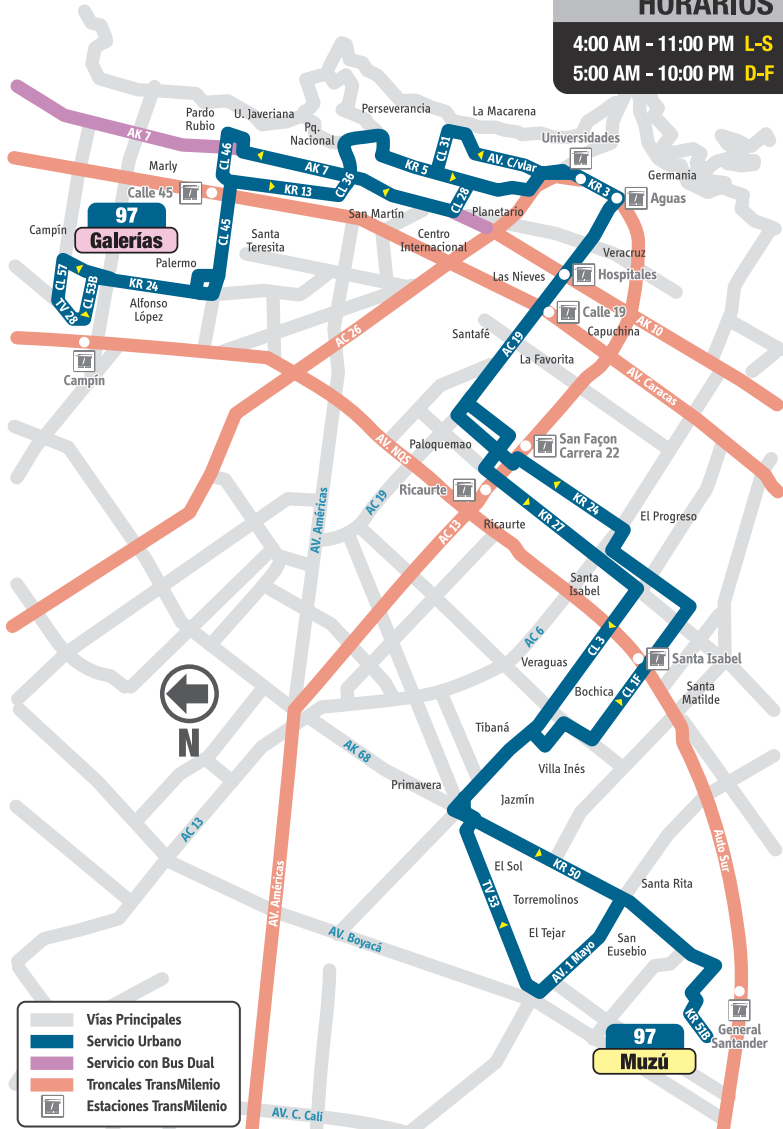 HORARIOS
4:00 AM - 11:00 PM L-S
5:00 AM - 10:00 PM D-F
Pardo
Rubio
U. Javeriana
Pq.
Nacional
Perseverancia
La Macarena
Universidades
AK 7
CL 46
AK 7
CL 36
KR 5
CL 31
AV. C/vlar
KR 3
Germania
Marly
Calle 45
KR 13
CL 28
Aguas
97
Galerías
San Martín
Planetario
Campín
CL 45
Santa
Teresita
Centro
Internacional
Veracruz
Palermo
Las Nieves
Hospitales
CL 57
CL 53B
TV 28
KR 24
Alfonso
López
Calle 19
AK 10
AC 26
Santafé
AC 19
Capuchina
La Favorita
Campín
AV. Caracas
AV. NQS
Paloquemao
San Façon
Carrera 22
Ricaurte
AC 19
AV. Américas
KR 24
El Progreso
AC 13
Ricaurte
KR 27
Santa
Isabel
AC 6
CL 3
Veraguas
Santa Isabel
Bochica
CL 1F
Santa
Matilde
N
Tibaná
AK 68
Villa Inés
Primavera
Jazmín
AC 13
Auto Sur
El Sol
KR 50
AV. Américas
TV 53
Torremolinos
Santa Rita
AV. Boyacá
El Tejar
San
Eusebio
AV. 1 Mayo
KR 51B
General
Santander
97
Muzú
Vías Principales
Servicio Urbano
Servicio con Bus Dual
Troncales TransMilenio
Estaciones TransMilenio
AV. C. Cali